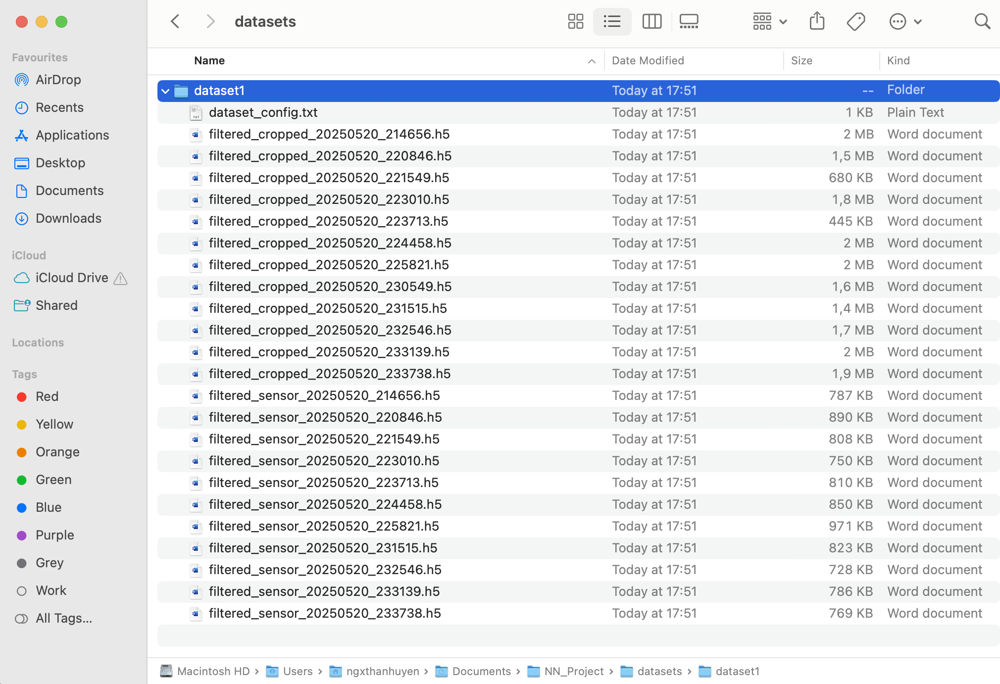 datasets
Favourites
AirDrop
Recents
Applications
Desktop
Documents
Downloads
iCloud
iCloud Drive
Shared
Locations
Tags
Red
Yellow
Orange
Green
Blue
Purple
Grey
Work
All Tags...
Name Date Modified Size Kind
dataset1 Today at 17:51 -- Folder
dataset_config.txt Today at 17:51 1 KB Plain Text
filtered_cropped_20250520_214656.h5 Today at 17:51 2 MB Word document
filtered_cropped_20250520_220846.h5 Today at 17:51 1,5 MB Word document
filtered_cropped_20250520_221549.h5 Today at 17:51 680 KB Word document
filtered_cropped_20250520_223010.h5 Today at 17:51 1,8 MB Word document
filtered_cropped_20250520_223713.h5 Today at 17:51 445 KB Word document
filtered_cropped_20250520_224458.h5 Today at 17:51 2 MB Word document
filtered_cropped_20250520_225821.h5 Today at 17:51 2 MB Word document
filtered_cropped_20250520_230549.h5 Today at 17:51 1,6 MB Word document
filtered_cropped_20250520_231515.h5 Today at 17:51 1,4 MB Word document
filtered_cropped_20250520_232546.h5 Today at 17:51 1,7 MB Word document
filtered_cropped_20250520_233139.h5 Today at 17:51 2 MB Word document
filtered_cropped_20250520_233738.h5 Today at 17:51 1,9 MB Word document
filtered_sensor_20250520_214656.h5 Today at 17:51 787 KB Word document
filtered_sensor_20250520_220846.h5 Today at 17:51 890 KB Word document
filtered_sensor_20250520_221549.h5 Today at 17:51 808 KB Word document
filtered_sensor_20250520_223010.h5 Today at 17:51 750 KB Word document
filtered_sensor_20250520_223713.h5 Today at 17:51 810 KB Word document
filtered_sensor_20250520_224458.h5 Today at 17:51 850 KB Word document
filtered_sensor_20250520_225821.h5 Today at 17:51 971 KB Word document
filtered_sensor_20250520_231515.h5 Today at 17:51 823 KB Word document
filtered_sensor_20250520_232546.h5 Today at 17:51 728 KB Word document
filtered_sensor_20250520_233139.h5 Today at 17:51 786 KB Word document
filtered_sensor_20250520_233738.h5 Today at 17:51 769 KB Word document
Macintosh HD › Users › ngxthanhuyen › Documents › NN_Project › datasets › dataset1